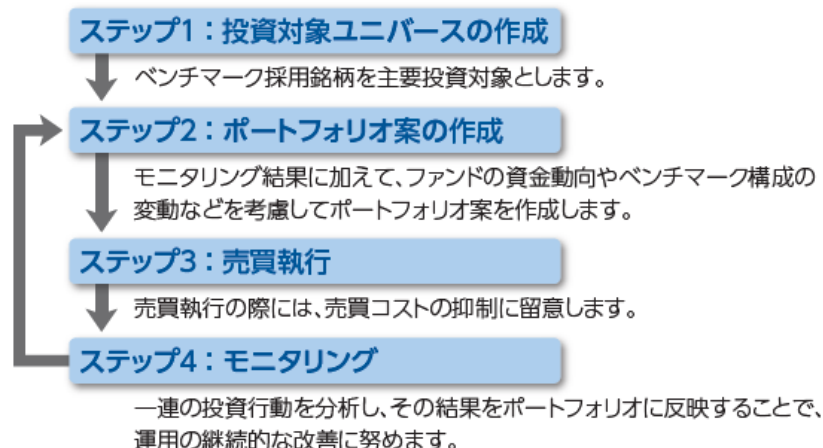 ステップ1：投資対象ユニバースの作成
ベンチマーク採用銘柄を主要投資対象とします。
ステップ2：ポートフォリオ案の作成
モニタリング結果に加えて、ファンドの資金動向やベンチマーク構成の
変動などを考慮してポートフォリオ案を作成します。
ステップ3：売買執行
売買執行の際には、売買コストの抑制に留意します。
ステップ4：モニタリング
一連の投資行動を分析し、その結果をポートフォリオに反映することで、
運用の継続的な改善に努めます。